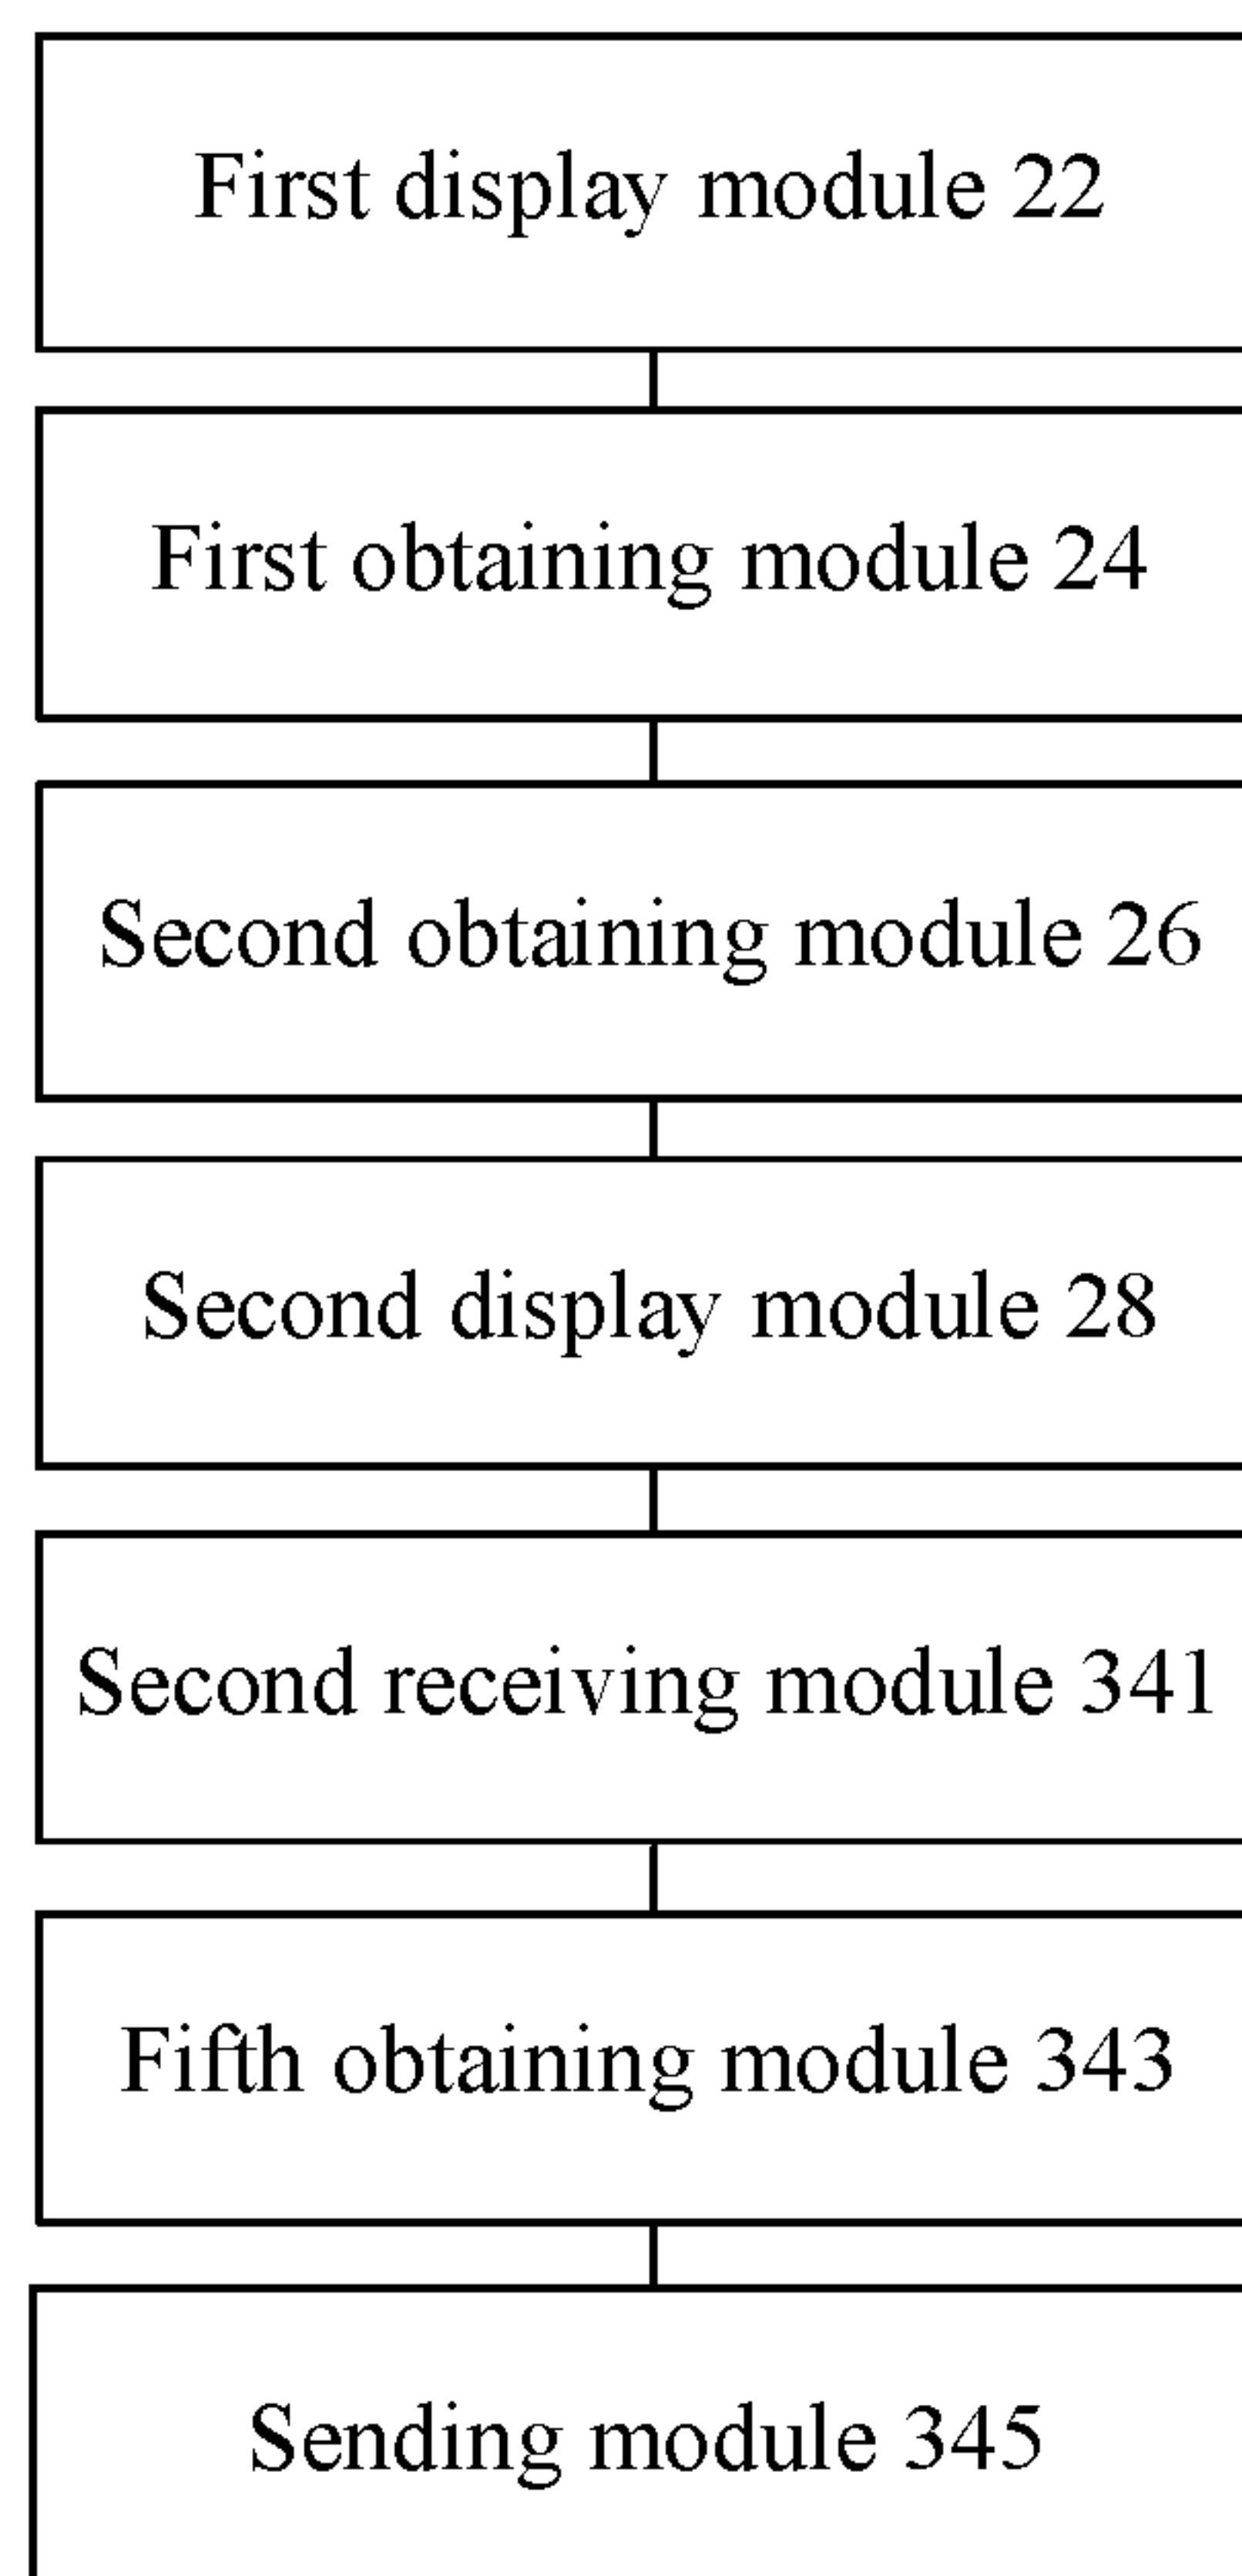 First display module 22
First obtaining module 24
Second obtaining module 26
Second display module 28
Second receiving module 341
Fifth obtaining module 343
Sending module 345